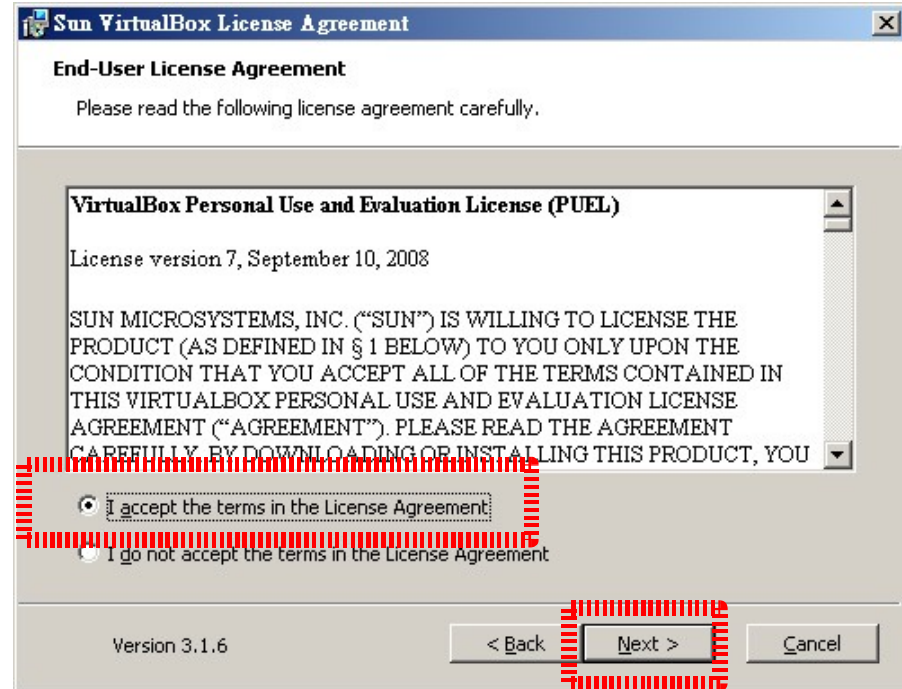 Sun VirtualBox License Agreement
End-User License Agreement
Please read the following license agreement carefully.
VirtualBox Personal Use and Evaluation License (PUEL)
License version 7, September 10, 2008
SUN MICROSYSTEMS, INC. (“SUN”) IS WILLING TO LICENSE THE
PRODUCT (AS DEFINED IN § 1 BELOW) TO YOU ONLY UPON THE
CONDITION THAT YOU ACCEPT ALL OF THE TERMS CONTAINED IN
THIS VIRTUALBOX PERSONAL USE AND EVALUATION LICENSE
AGREEMENT (“AGREEMENT”). PLEASE READ THE AGREEMENT
CAREFULLY. BY DOWNLOADING OR INSTALLING THIS PRODUCT, YOU
I accept the terms in the License Agreement
I do not accept the terms in the License Agreement
Version 3.1.6
< Back
Next >
Cancel